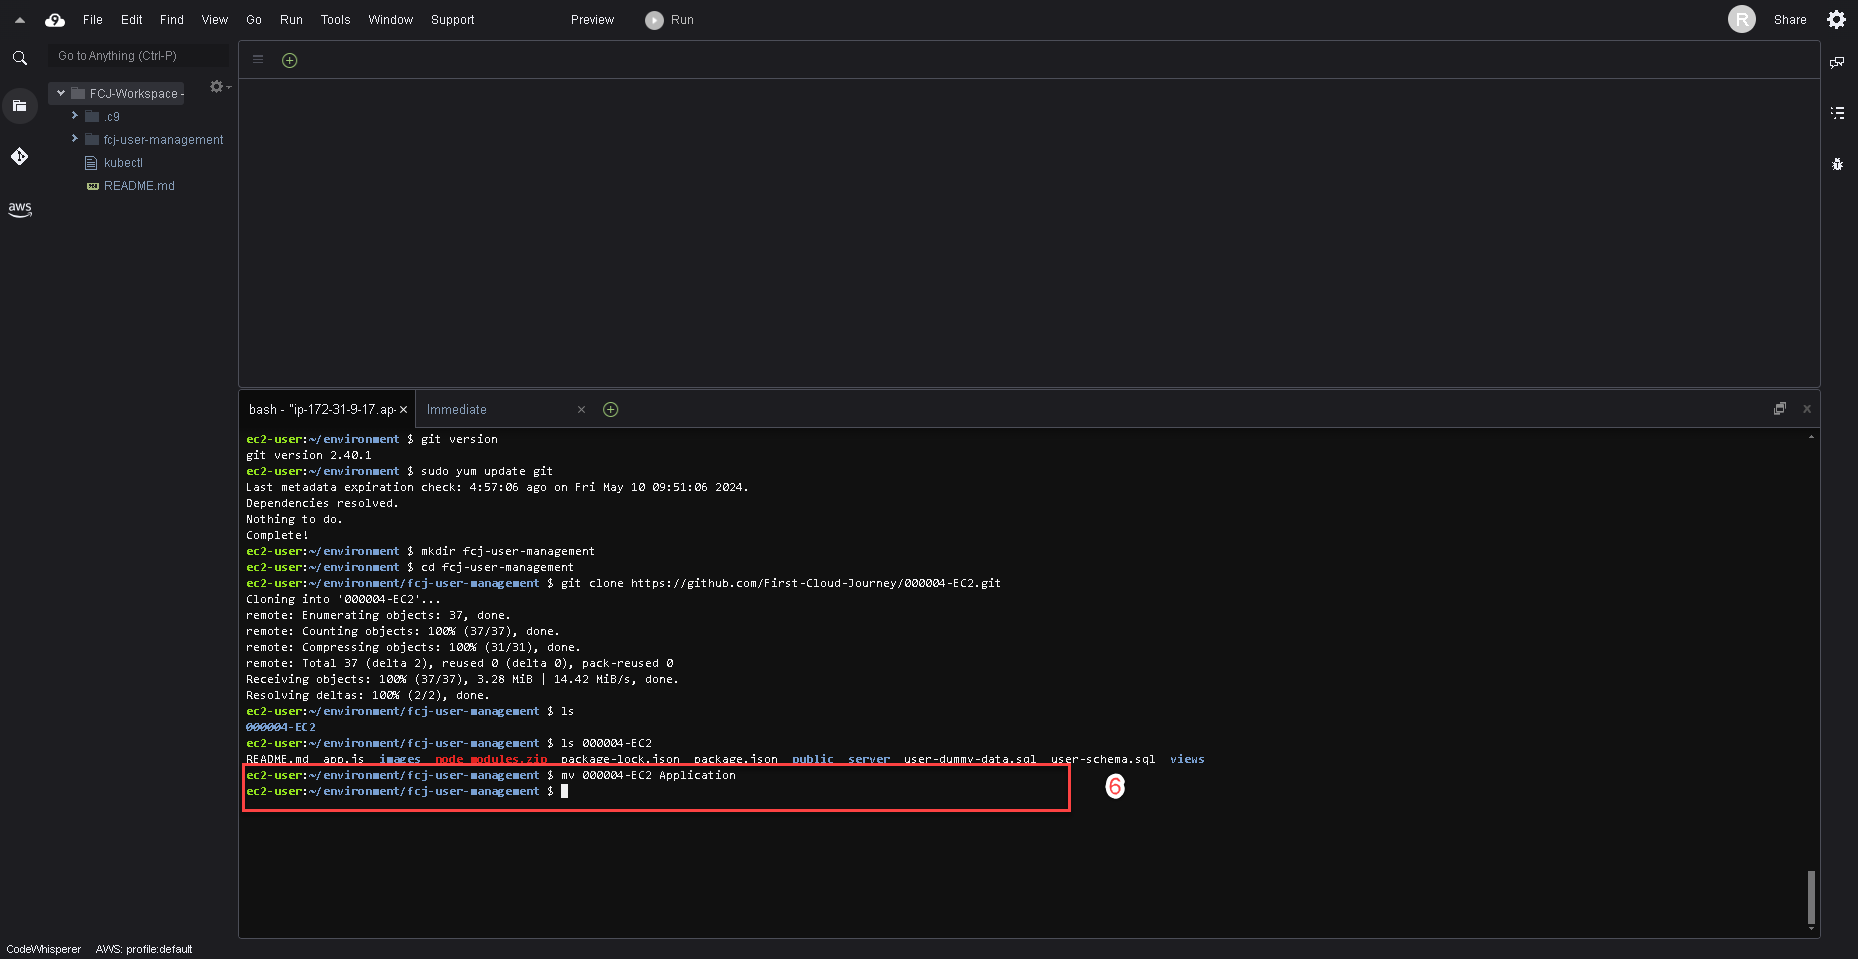 File Edit Find View Go Run Tools Window Support Preview Run R Share
Go to Anything (Ctrl-P)
FCJ-Workspace -
.c9
fcj-user-management
kubectl
README.md
aws
bash - "ip-172-31-9-17.ap- Immediate
ec2-user:~/environment $ git version
git version 2.40.1
ec2-user:~/environment $ sudo yum update git
Last metadata expiration check: 4:57:06 ago on Fri May 10 09:51:06 2024.
Dependencies resolved.
Nothing to do.
Complete!
ec2-user:~/environment $ mkdir fcj-user-management
ec2-user:~/environment $ cd fcj-user-management
ec2-user:~/environment/fcj-user-management $ git clone https://github.com/First-Cloud-Journey/000004-EC2.git
Cloning into '000004-EC2'...
remote: Enumerating objects: 37, done.
remote: Counting objects: 100% (37/37), done.
remote: Compressing objects: 100% (31/31), done.
remote: Total 37 (delta 2), reused 0 (delta 0), pack-reused 0
Receiving objects: 100% (37/37), 3.28 MiB | 14.42 MiB/s, done.
Resolving deltas: 100% (2/2), done.
ec2-user:~/environment/fcj-user-management $ ls
000004-EC2
ec2-user:~/environment/fcj-user-management $ ls 000004-EC2
README.md app.js images node_modules.zip package-lock.json package.json public server user-dummy-data.sql user-schema.sql views
ec2-user:~/environment/fcj-user-management $ mv 000004-EC2 Application
ec2-user:~/environment/fcj-user-management $
6
CodeWhisperer AWS: profile:default